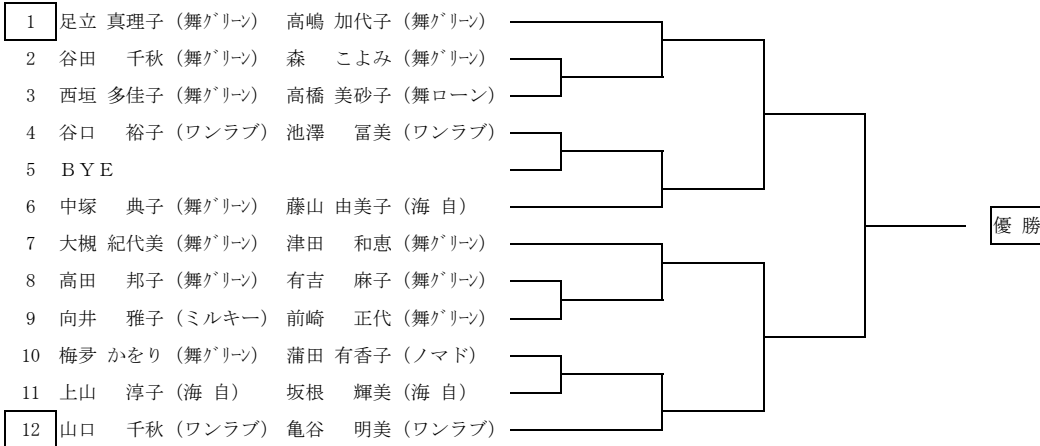 1 足立 真理子 (舞グリーン) 高嶋 加代子 (舞グリーン)
2 谷田 千秋 (舞グリーン) 森 こよみ (舞グリーン)
3 西垣 多佳子 (舞グリーン) 高橋 美砂子 (舞ローン)
4 谷口 裕子 (ワンラブ) 池澤 冨美 (ワンラブ)
5 ＢＹＥ
6 中塚 典子 (舞グリーン) 藤山 由美子 (海 自)
優 勝
7 大槻 紀代美 (舞グリーン) 津田 和恵 (舞グリーン)
8 高田 邦子 (舞グリーン) 有吉 麻子 (舞グリーン)
9 向井 雅子 (ミルキー) 前崎 正代 (舞グリーン)
10 梅夛 かをり (舞グリーン) 蒲田 有香子 (ノマド)
11 上山 淳子 (海 自) 坂根 輝美 (海 自)
12 山口 千秋 (ワンラブ) 亀谷 明美 (ワンラブ)